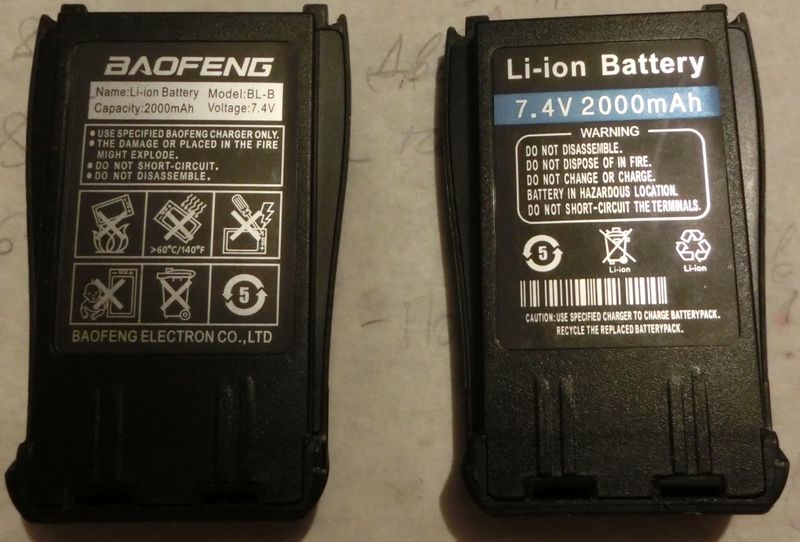 BAOFENG
Name:Li-ion Battery Model:BL-B
Capacity:2000mAh Voltage:7.4V
● USE SPECIFIED BAOFENG CHARGER ONLY.
● THE DAMAGE OR PLACED IN THE FIRE
MIGHT EXPLODE.
● DO NOT SHORT-CIRCUIT.
● DO NOT DISASSEMBLE.
>60°C/140°F
5
BAOFENG ELECTRON CO.,LTD
Li-ion Battery
7.4V 2000mAh
WARNING
DO NOT DISASSEMBLE.
DO NOT DISPOSE OF IN FIRE.
DO NOT CHANGE OR CHARGE.
BATTERY IN HAZARDOUS LOCATION.
DO NOT SHORT-CIRCUIT THE TERMINALS.
5
Li-ion Li-ion
CAUTION:USE SPECIFIED CHARGER TO CHARGE BATTERYPACK.
RECYCLE THE REPLACED BATTERYPACK.